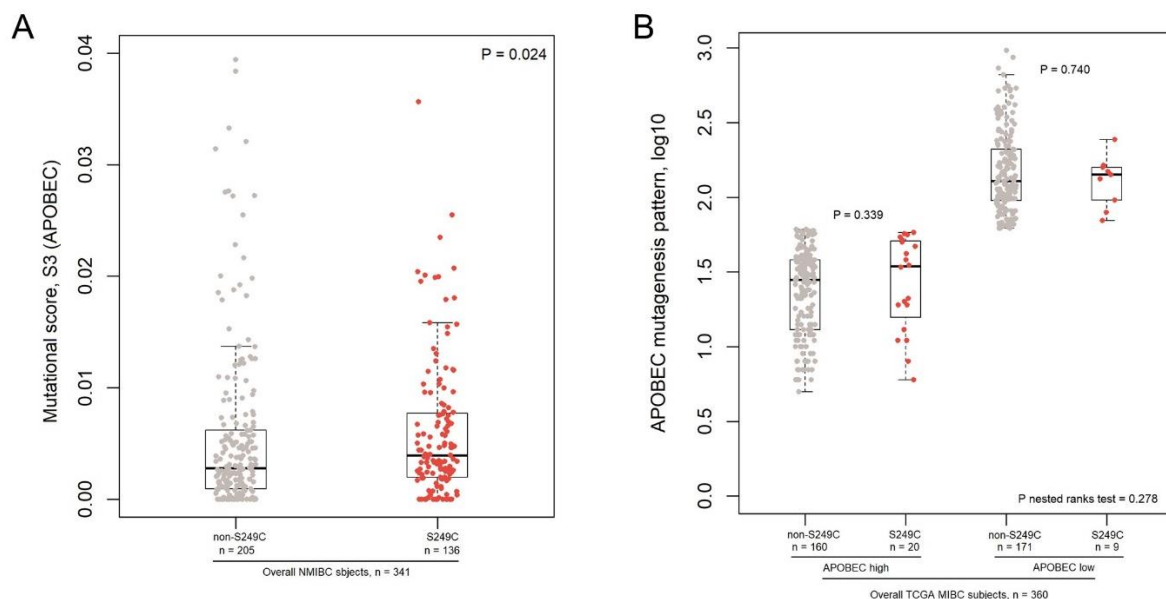 A
Mutational score, S3 (APOBEC)
0.04
0.03
0.02
0.01
0.00
P = 0.024
non-S249C
n = 205
S249C
n = 136
Overall NMIBC sbjects, n = 341
B
APOBEC mutagenesis pattern, log10
3.0
2.5
2.0
1.5
1.0
0.5
0.0
P = 0.740
P = 0.339
P nested ranks test = 0.278
non-S249C
n = 160
S249C
n = 20
non-S249C
n = 171
S249C
n = 9
APOBEC high
APOBEC low
Overall TCGA MIBC subjects, n = 360